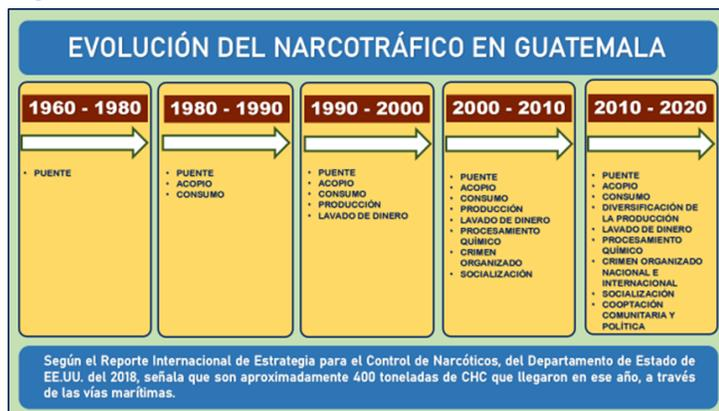 EVOLUCIÓN DEL NARCOTRÁFICO EN GUATEMALA
1960 - 1980
• PUENTE
1980 - 1990
• PUENTE
• ACOPIO
• CONSUMO
1990 - 2000
• PUENTE
• ACOPIO
• CONSUMO
• PRODUCCIÓN
• LAVADO DE DINERO
2000 - 2010
• PUENTE
• ACOPIO
• CONSUMO
• PRODUCCIÓN
• LAVADO DE DINERO
• PROCESAMIENTO
QUÍMICO
• CRIMEN
ORGANIZADO
• SOCIALIZACIÓN
2010 - 2020
• PUENTE
• ACOPIO
• CONSUMO
• DIVERSIFICACIÓN DE
LA PRODUCCIÓN
• LAVADO DE DINERO
• PROCESAMIENTO
QUÍMICO
• CRIMEN ORGANIZADO
NACIONAL E
INTERNACIONAL
• SOCIALIZACIÓN
• COOPTACIÓN
COMUNITARIA Y
POLÍTICA
Según el Reporte Internacional de Estrategia para el Control de Narcóticos, del Departamento de Estado de
EE.UU. del 2018, señala que son aproximadamente 400 toneladas de CHC que llegaron en ese año, a través
de las vías marítimas.